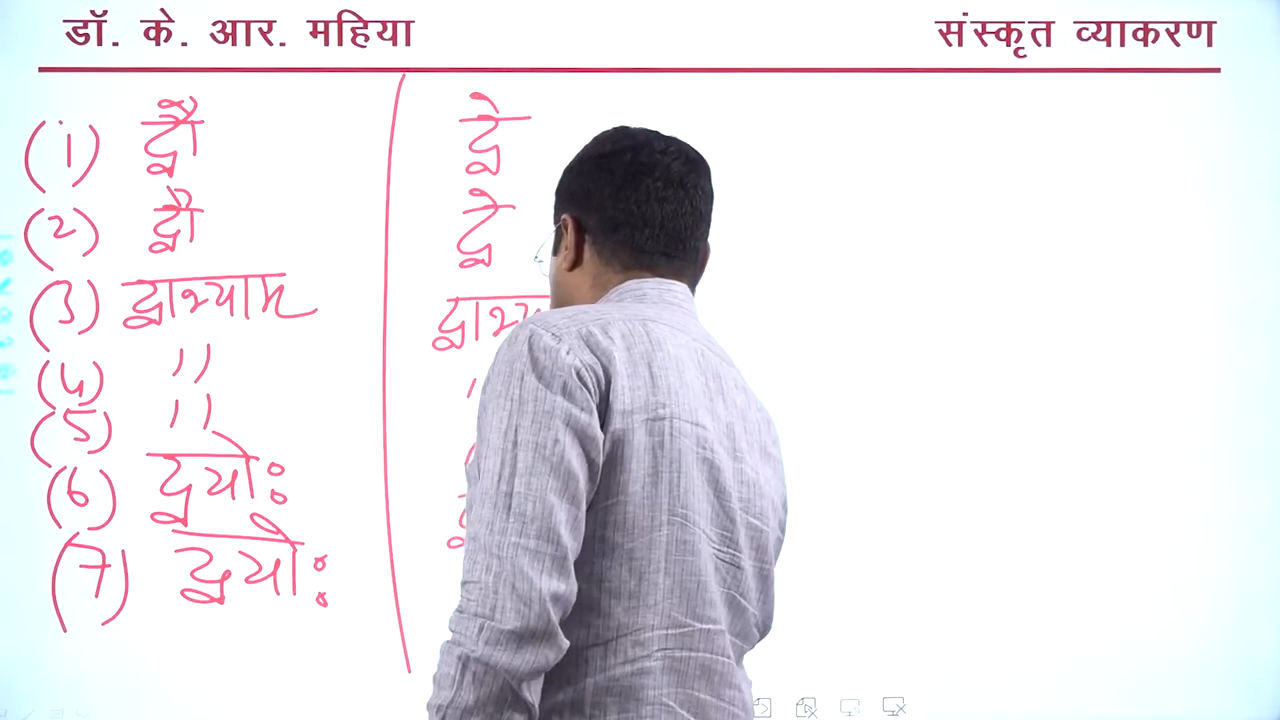 डॉ. के. आर. महिया
संस्कृत व्याकरण
(1) द्वौ द्वे
(2) द्वौ द्वे
(3) द्वाभ्याम्
(4) ,,
(5) ,,
(6) द्वयोः
(7) द्वयोः